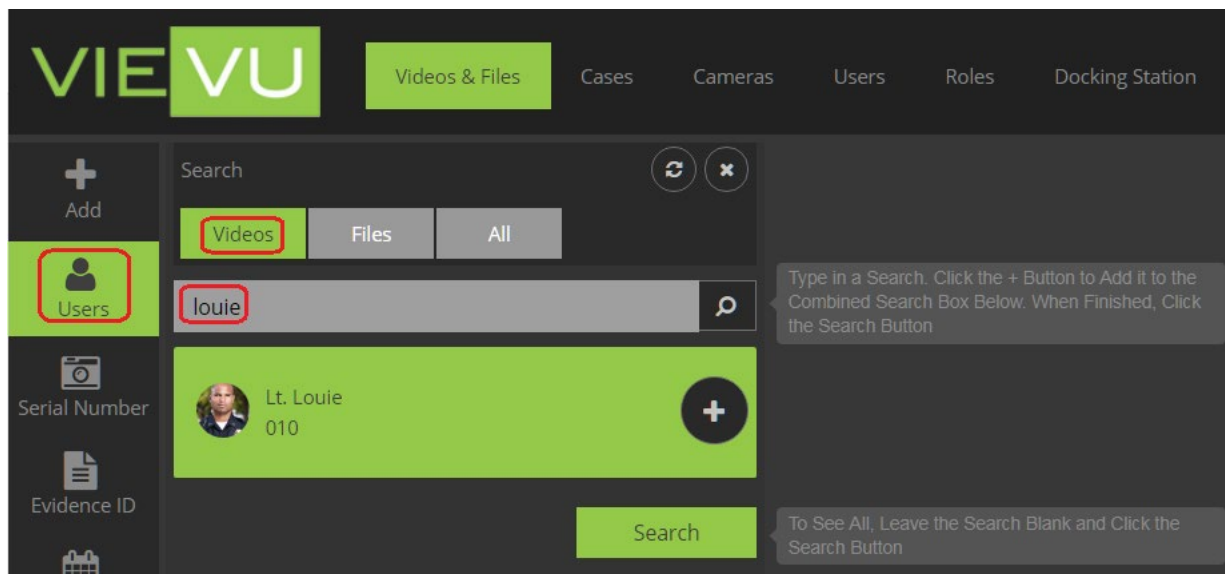 VIEVU
Videos & Files
Cases
Cameras
Users
Roles
Docking Station
Add
Users
Serial Number
Evidence ID
Search
Videos
Files
All
louie
Type in a Search. Click the + Button to Add it to the
Combined Search Box Below. When Finished, Click
the Search Button
Lt. Louie
010
Search
To See All, Leave the Search Blank and Click the
Search Button